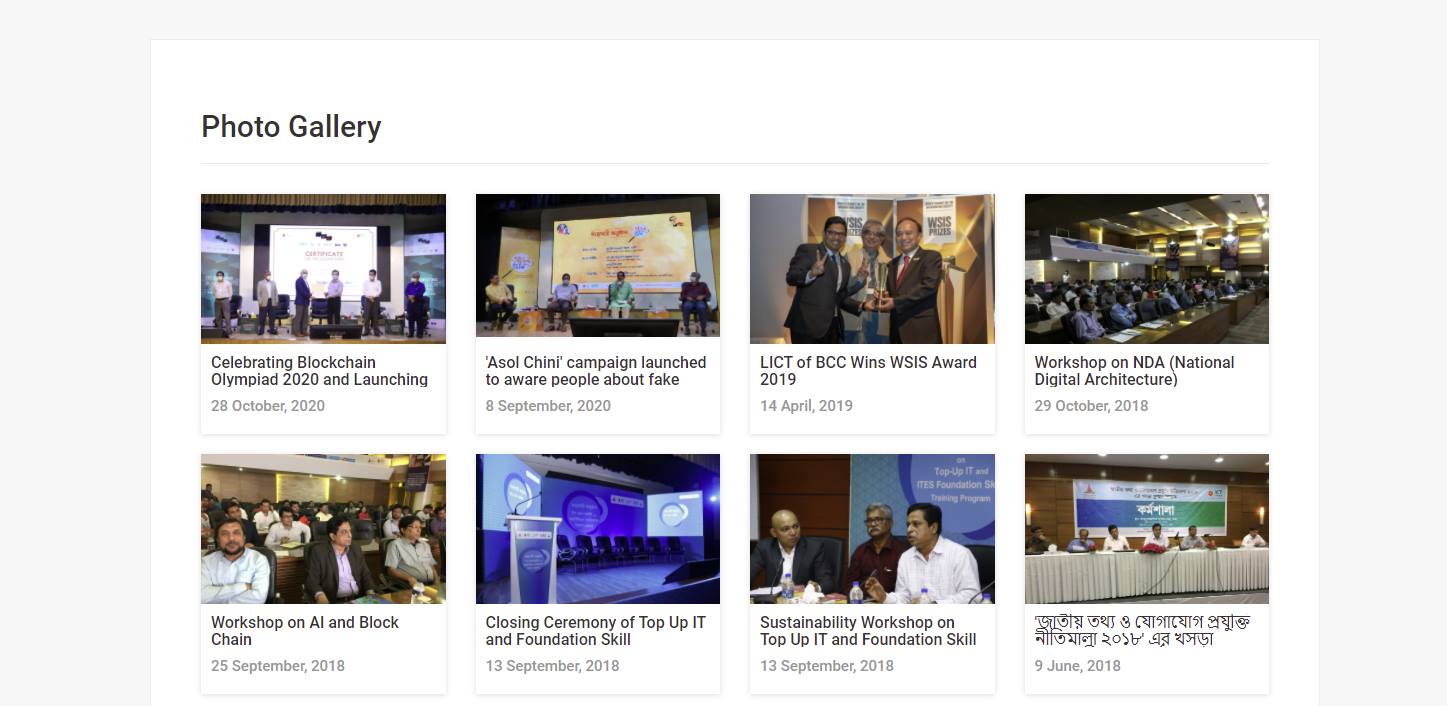 Photo Gallery
CERTIFICATE
WSIS
PRIZES
WSIS
PRIZES
Celebrating Blockchain
Olympiad 2020 and Launching
28 October, 2020
'Asol Chini' campaign launched
to aware people about fake
8 September, 2020
LICT of BCC Wins WSIS Award
2019
14 April, 2019
Workshop on NDA (National
Digital Architecture)
29 October, 2018
on
Top-Up IT and
ITES Foundation Sk
Training Program
কর্মশালা
Workshop on AI and Block
Chain
25 September, 2018
Closing Ceremony of Top Up IT
and Foundation Skill
13 September, 2018
Sustainability Workshop on
Top Up IT and Foundation Skill
13 September, 2018
'জাতীয় তথ্য ও যোগাযোগ প্রযুক্তি
নীতিমালা ২০১৮' এর খসড়া
9 June, 2018